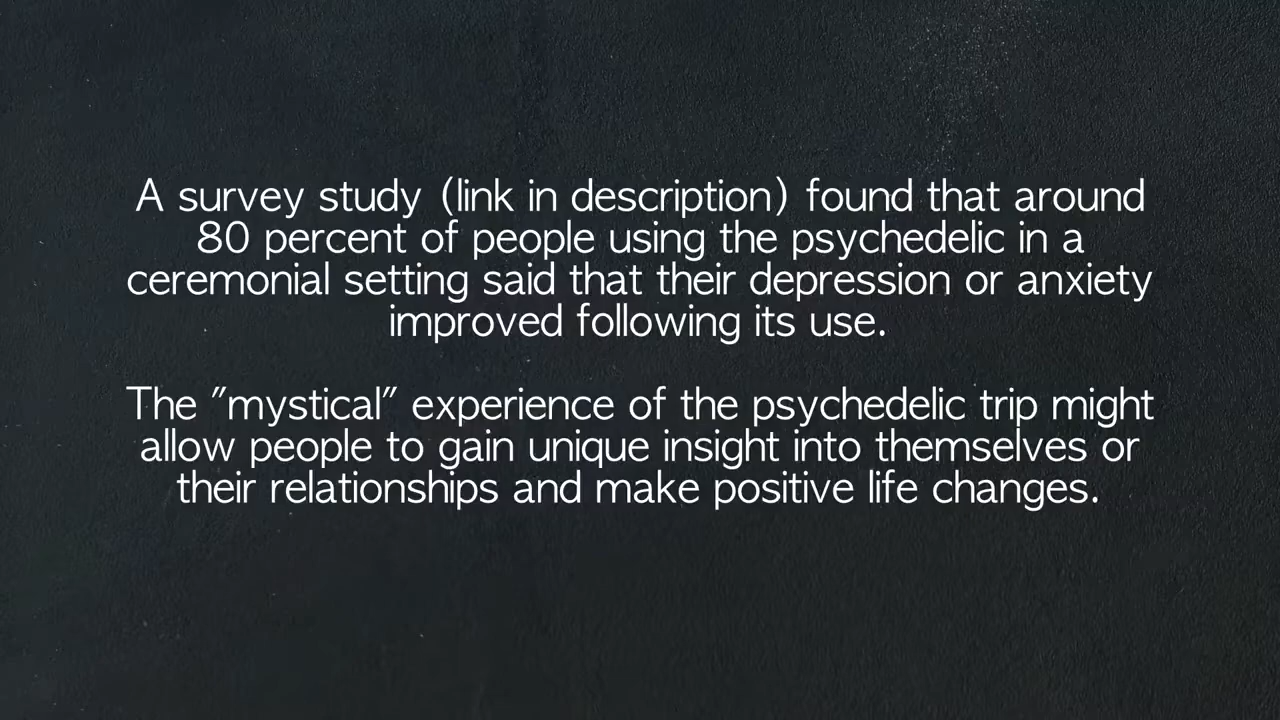 A survey study (link in description) found that around
80 percent of people using the psychedelic in a
ceremonial setting said that their depression or anxiety
improved following its use.
The "mystical" experience of the psychedelic trip might
allow people to gain unique insight into themselves or
their relationships and make positive life changes.